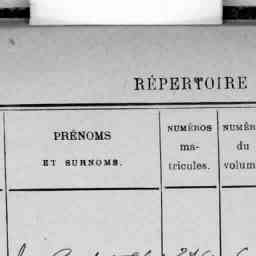 RÉPERTOIRE
PRÉNOMS
ET SURNOMS.
NUMÉROS
ma-
tricules.
NUMÉR
du
volum